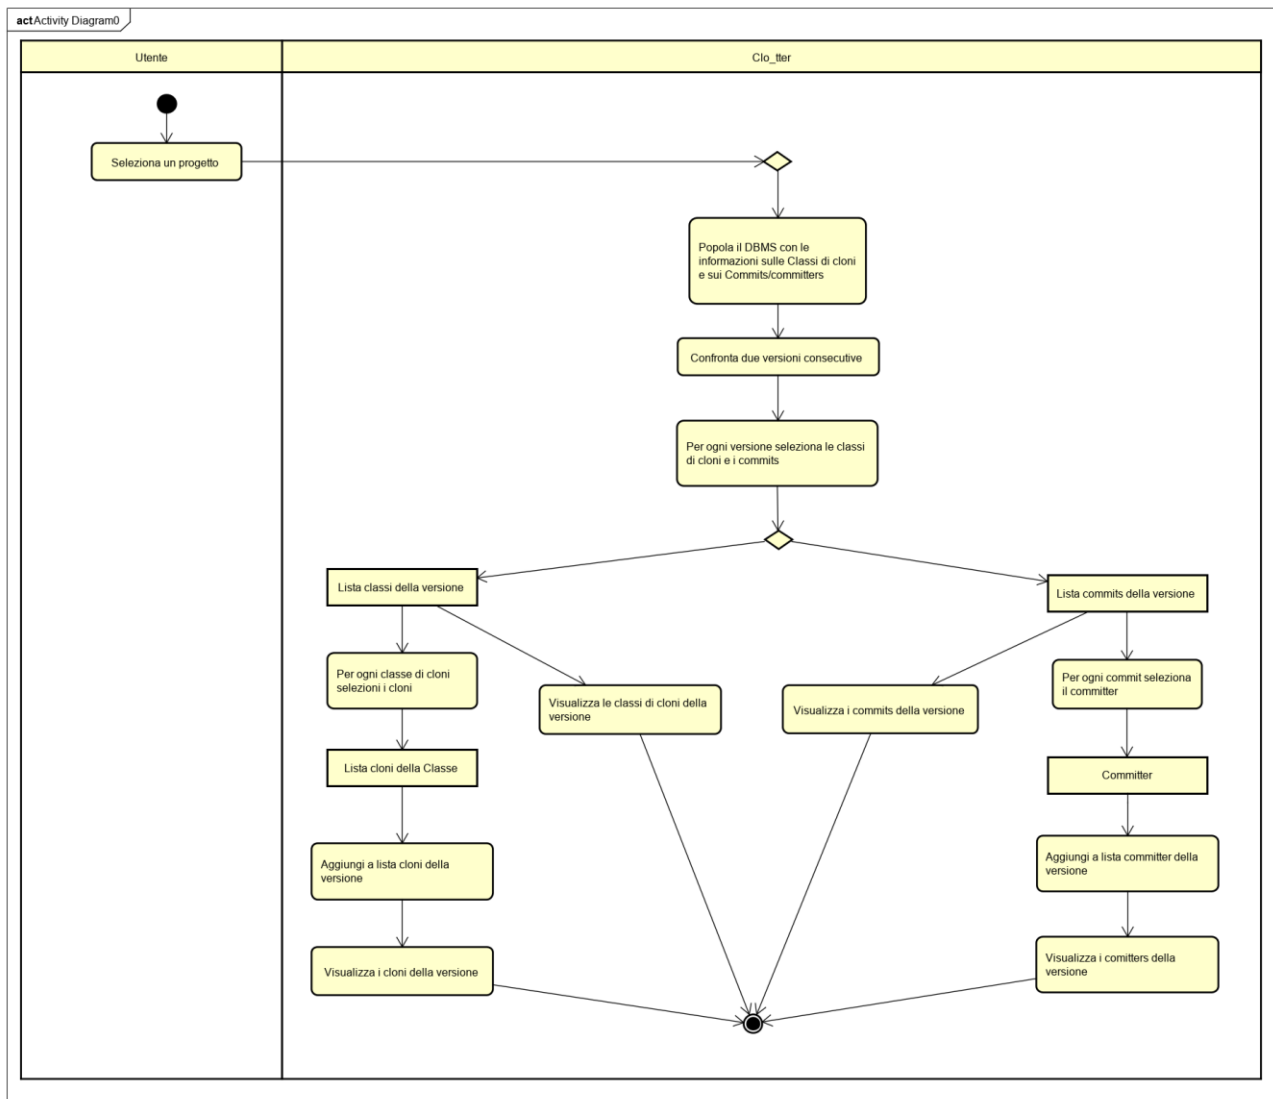 act Activity Diagram0
Utente
Clo_tter
Seleziona un progetto
Popola il DBMS con le
informazioni sulle Classi di cloni
e sui Commits/committers
Confronta due versioni consecutive
Per ogni versione seleziona le classi
di cloni e i commits
Lista classi della versione
Lista commits della versione
Per ogni classe di cloni
selezioni i cloni
Visualizza le classi di cloni della
versione
Visualizza i commits della versione
Per ogni commit seleziona
il committer
Lista cloni della Classe
Committer
Aggiungi a lista cloni della
versione
Aggiungi a lista committer della
versione
Visualizza i cloni della versione
Visualizza i comitters della
versione